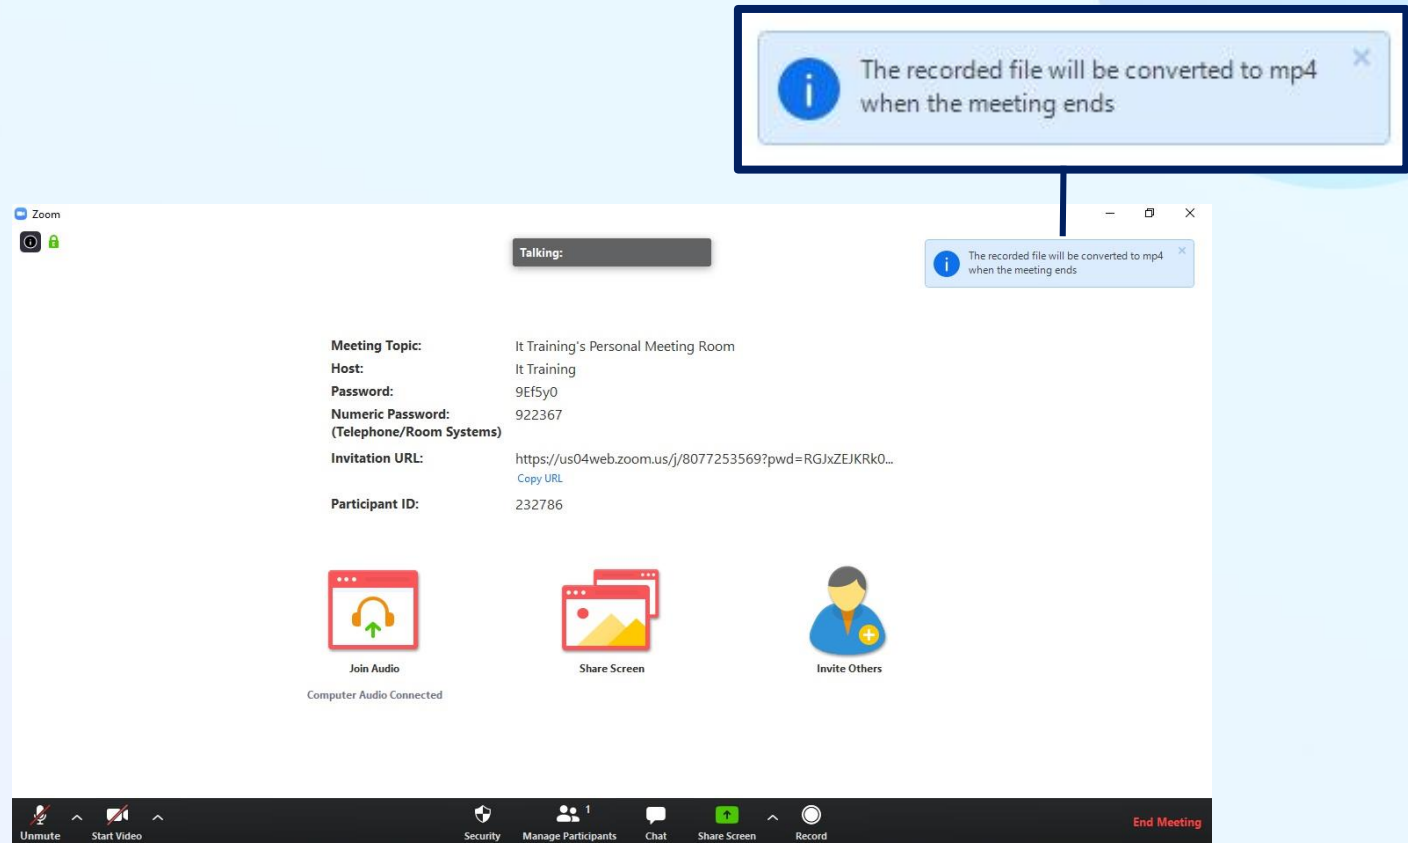 The recorded file will be converted to mp4
when the meeting ends
Zoom
Talking:
The recorded file will be converted to mp4
when the meeting ends
Meeting Topic: It Training's Personal Meeting Room
Host: It Training
Password: 9Ef5y0
Numeric Password: 922367
(Telephone/Room Systems)
Invitation URL: https://us04web.zoom.us/j/8077253569?pwd=RGJxZEJKRk0...
Copy URL
Participant ID: 232786
Join Audio Share Screen Invite Others
Computer Audio Connected
1
Unmute Start Video Security Manage Participants Chat Share Screen Record End Meeting